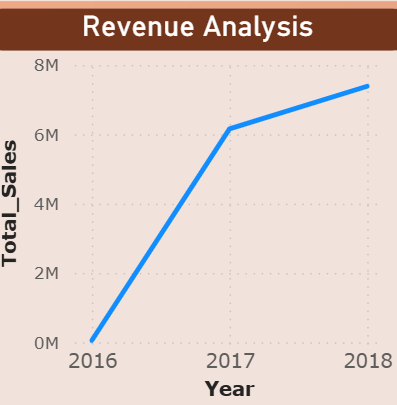 Revenue Analysis
8M
6M
4M
2M
0M
Total_Sales
2016 2017 2018
Year